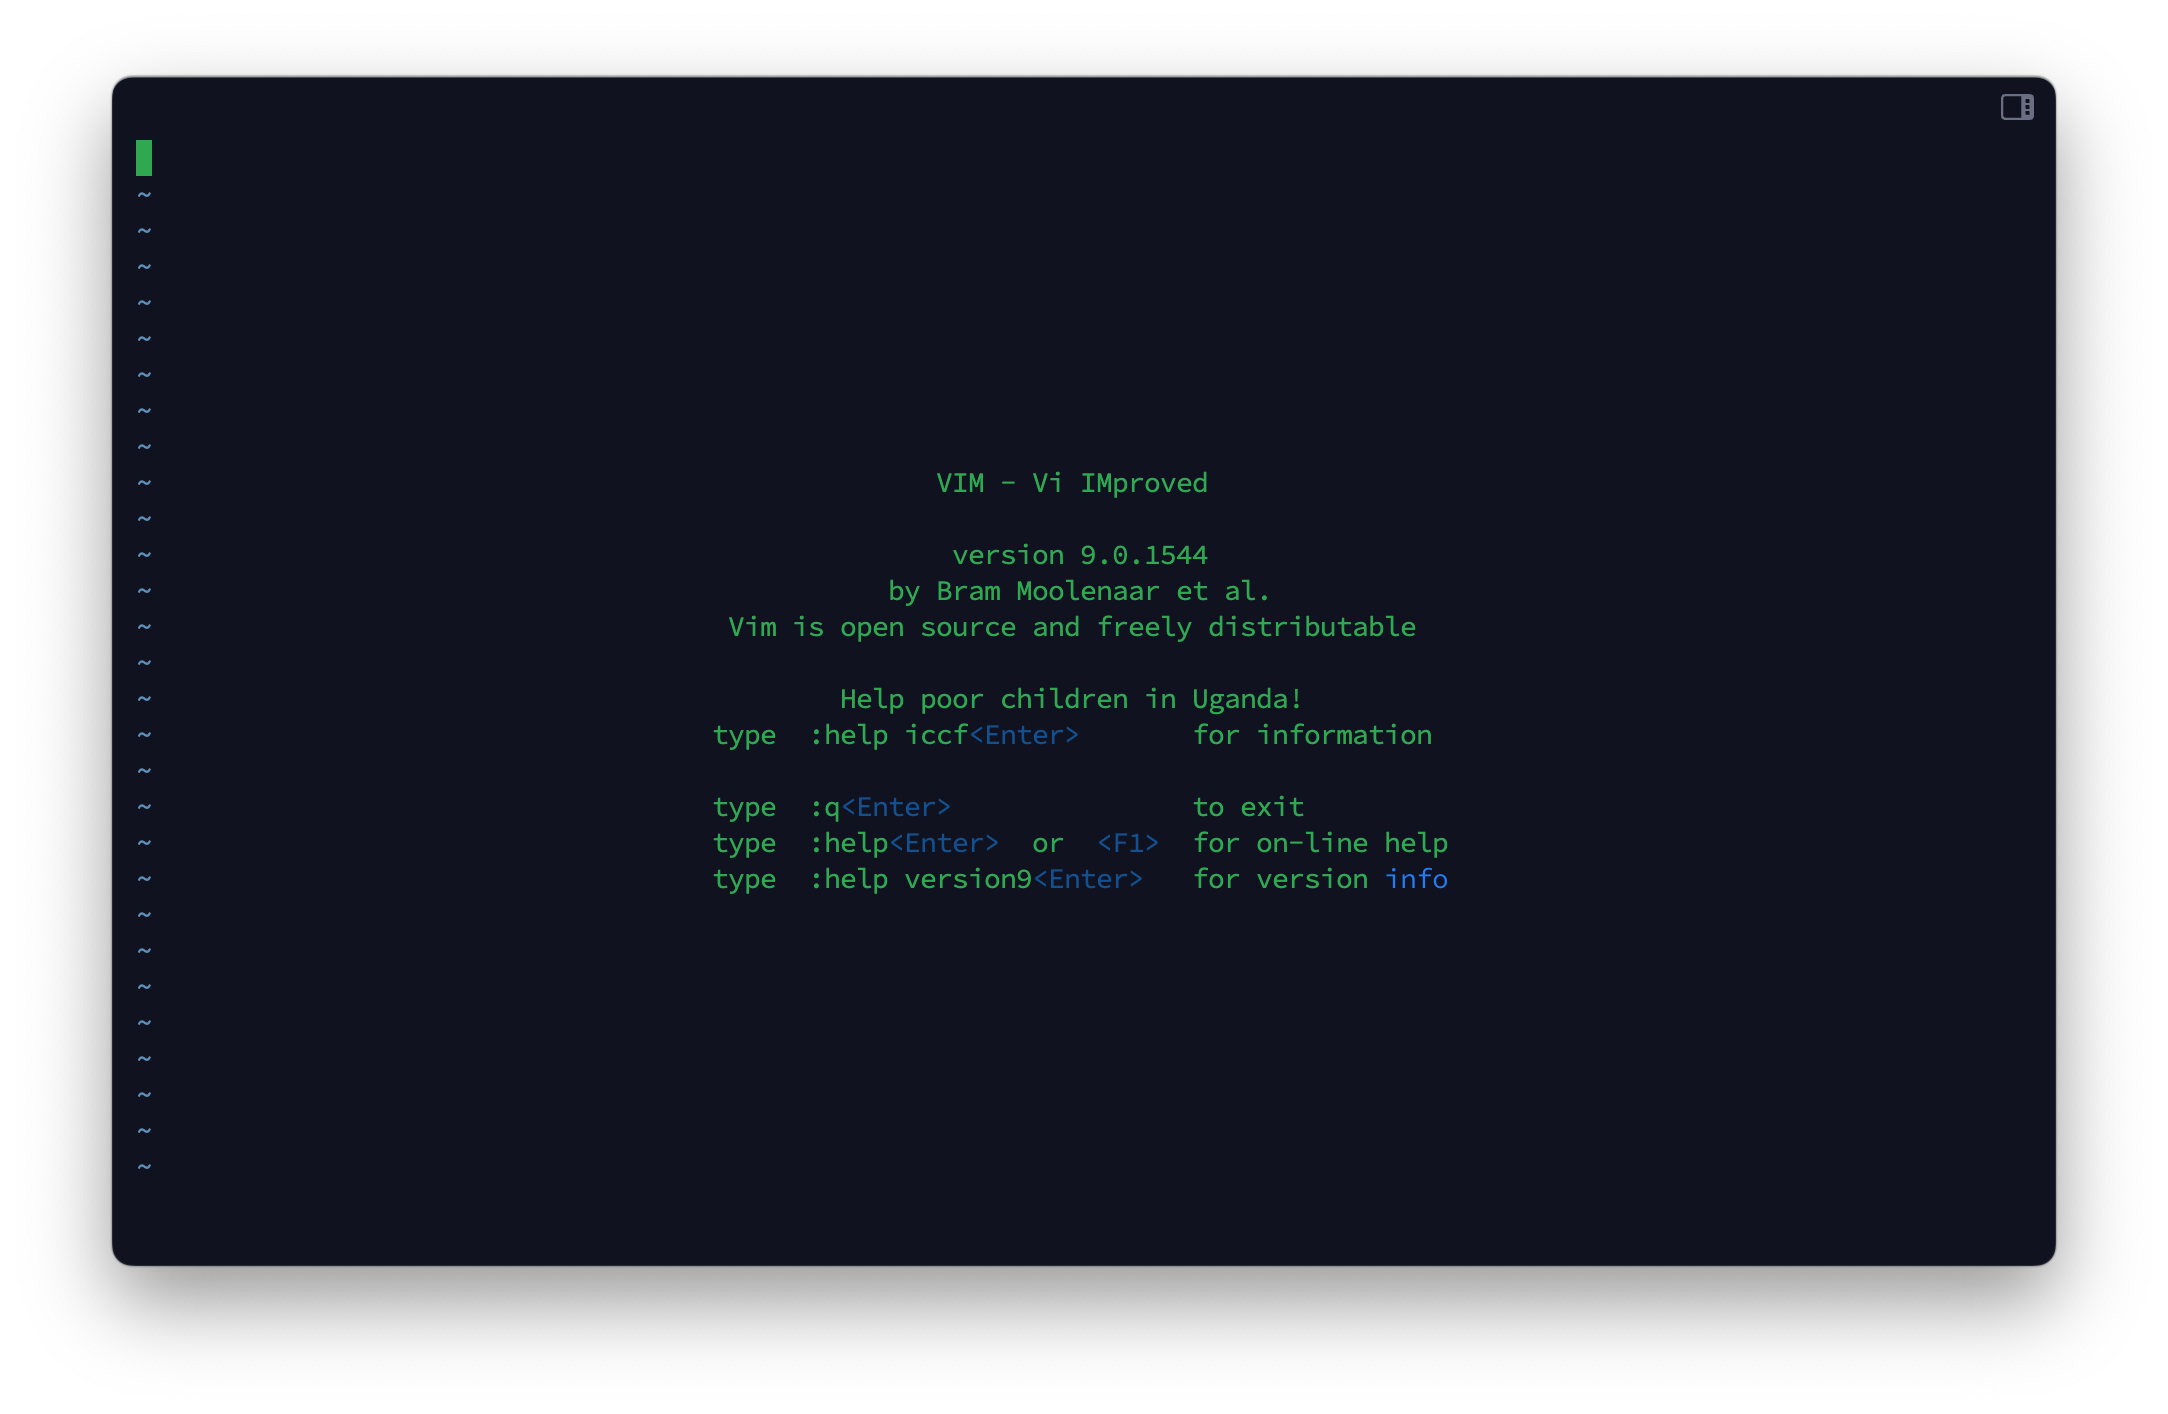 ~
~
~
~
~
~
~
~
~ VIM - Vi IMproved
~
~ version 9.0.1544
~ by Bram Moolenaar et al.
~ Vim is open source and freely distributable
~
~ Help poor children in Uganda!
~ type  :help iccf<Enter>       for information
~
~ type  :q<Enter>               to exit
~ type  :help<Enter>  or  <F1>  for on-line help
~ type  :help version9<Enter>   for version info
~
~
~
~
~
~
~
~